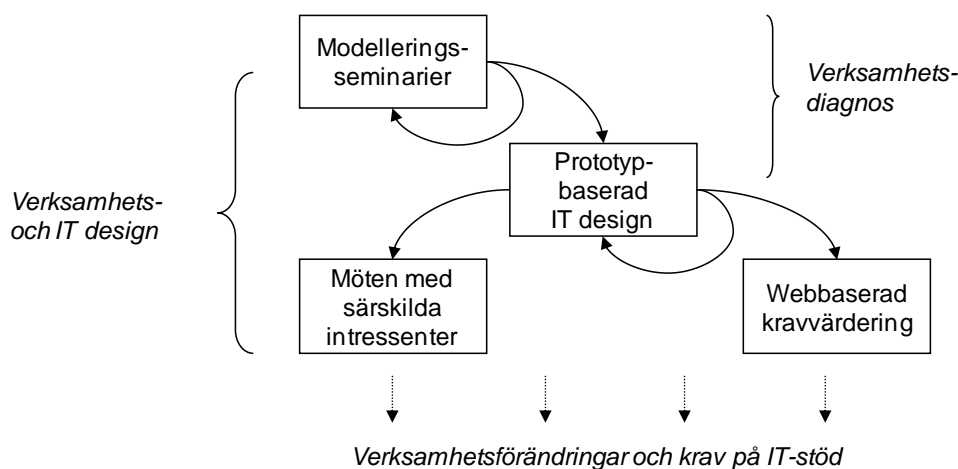 Modellerings-
seminarier
Verksamhets-
diagnos
Prototyp-
baserad
IT design
Verksamhets-
och IT design
Möten med
särskilda
intressenter
Webbaserad
kravvärdering
Verksamhetsförändringar och krav på IT-stöd